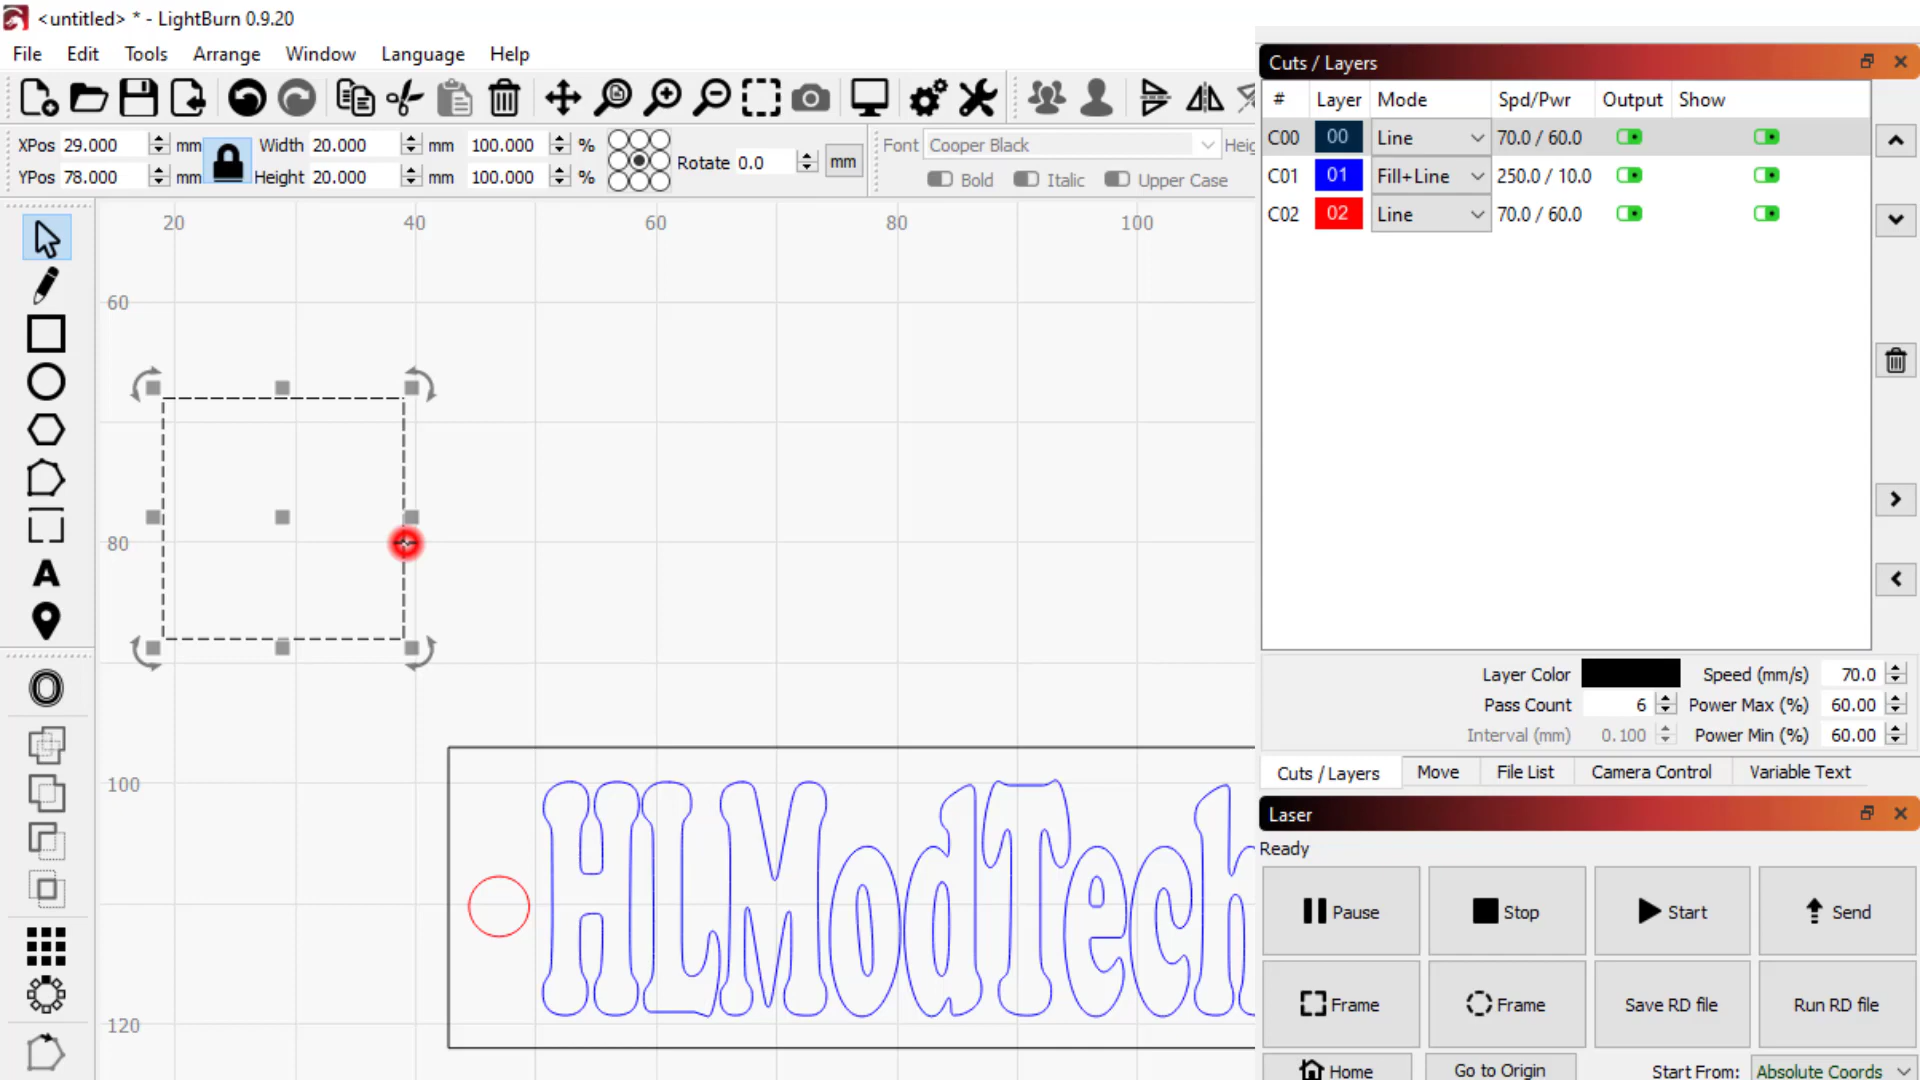 <untitled> * - LightBurn 0.9.20
File Edit Tools Arrange Window Language Help
XPos 29.000 mm Width 20.000 mm 100.000 %
YPos 78.000 mm Height 20.000 mm 100.000 %
Rotate 0.0 mm
Font Cooper Black
Bold Italic Upper Case
20 40 60 80 100
60
80
100
120
HLModTech
Cuts / Layers
# Layer Mode Spd/Pwr Output Show
C00 00 Line 70.0 / 60.0
C01 01 Fill+Line 250.0 / 10.0
C02 02 Line 70.0 / 60.0
Layer Color Speed (mm/s) 70.0
Pass Count 6 Power Max (%) 60.00
Interval (mm) 0.100 Power Min (%) 60.00
Cuts / Layers Move File List Camera Control Variable Text
Laser
Ready
Pause Stop Start Send
Frame Frame Save RD file Run RD file
Home Go to Origin Start From: Absolute Coords